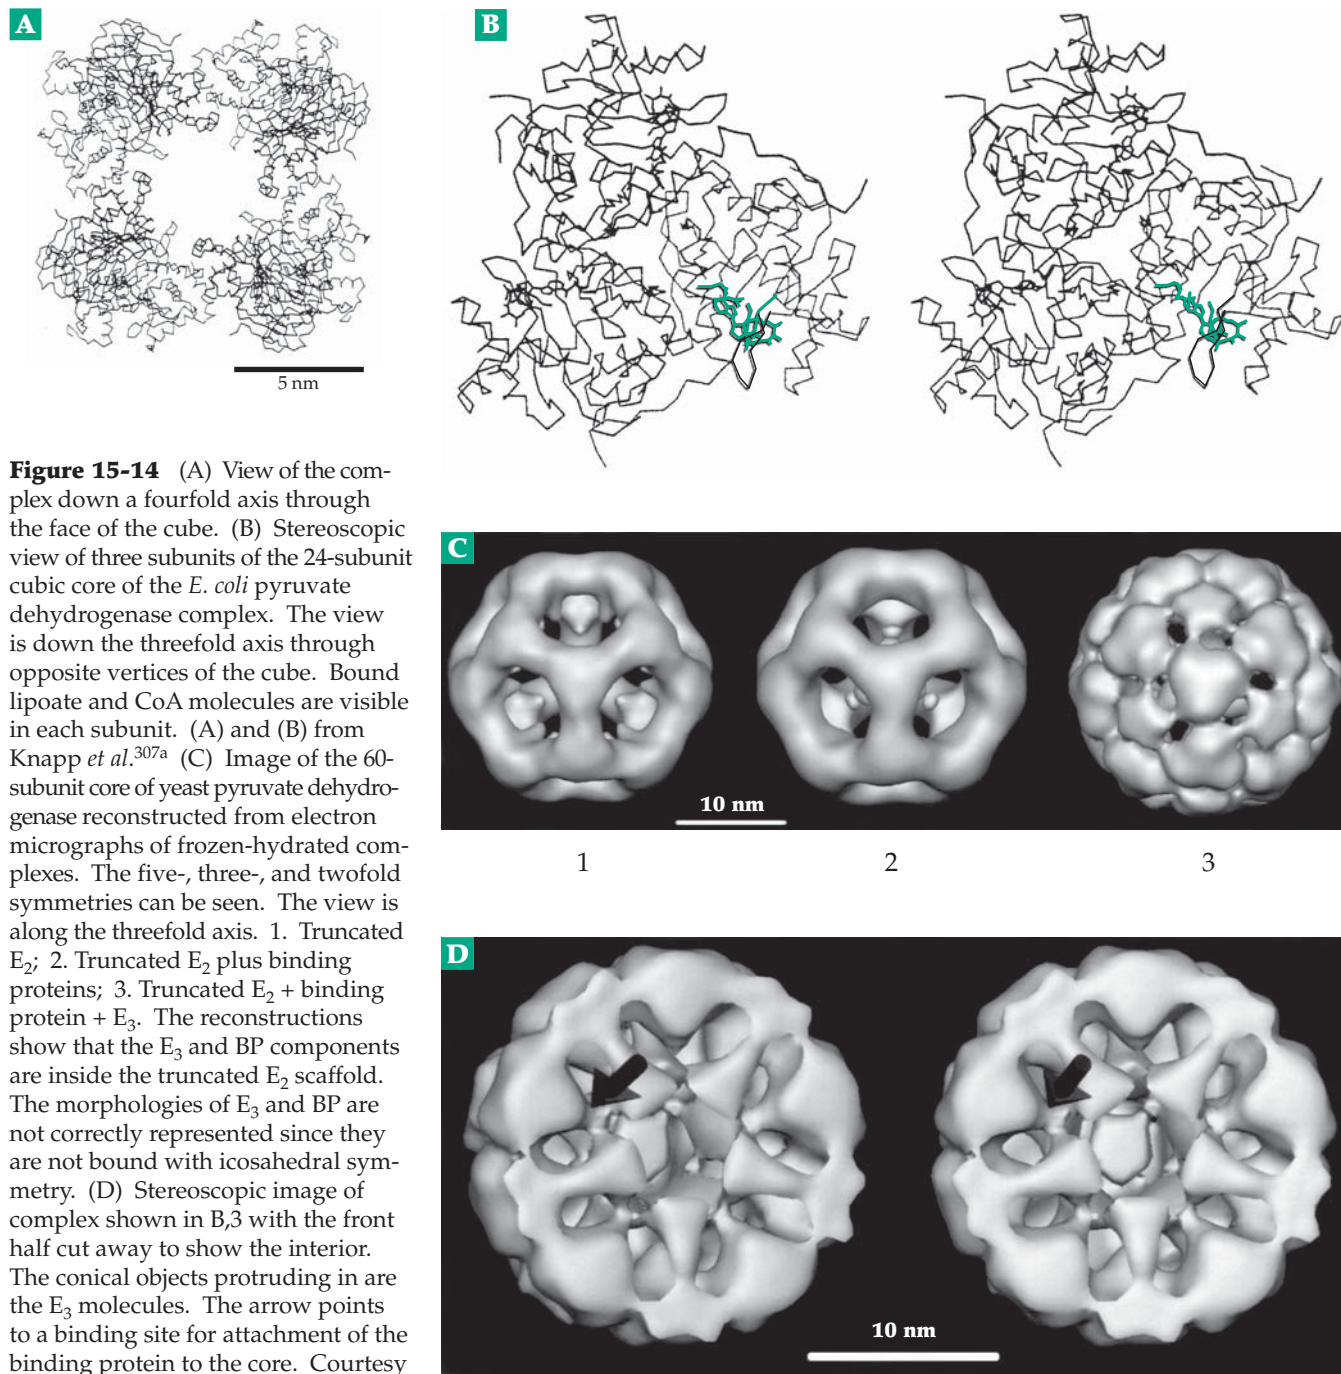 A
B
5 nm
Figure 15-14 (A) View of the com-
plex down a fourfold axis through
the face of the cube. (B) Stereoscopic
view of three subunits of the 24-subunit
cubic core of the E. coli pyruvate
dehydrogenase complex. The view
is down the threefold axis through
opposite vertices of the cube. Bound
lipoate and CoA molecules are visible
in each subunit. (A) and (B) from
Knapp et al.³⁰⁷ᵃ (C) Image of the 60-
subunit core of yeast pyruvate dehydro-
genase reconstructed from electron
micrographs of frozen-hydrated com-
plexes. The five-, three-, and twofold
symmetries can be seen. The view is
along the threefold axis. 1. Truncated
E₂; 2. Truncated E₂ plus binding
proteins; 3. Truncated E₂ + binding
protein + E₃. The reconstructions
show that the E₃ and BP components
are inside the truncated E₂ scaffold.
The morphologies of E₃ and BP are
not correctly represented since they
are not bound with icosahedral sym-
metry. (D) Stereoscopic image of
complex shown in B,3 with the front
half cut away to show the interior.
The conical objects protruding in are
the E₃ molecules. The arrow points
to a binding site for attachment of the
binding protein to the core. Courtesy
C
10 nm
1 2 3
D
10 nm